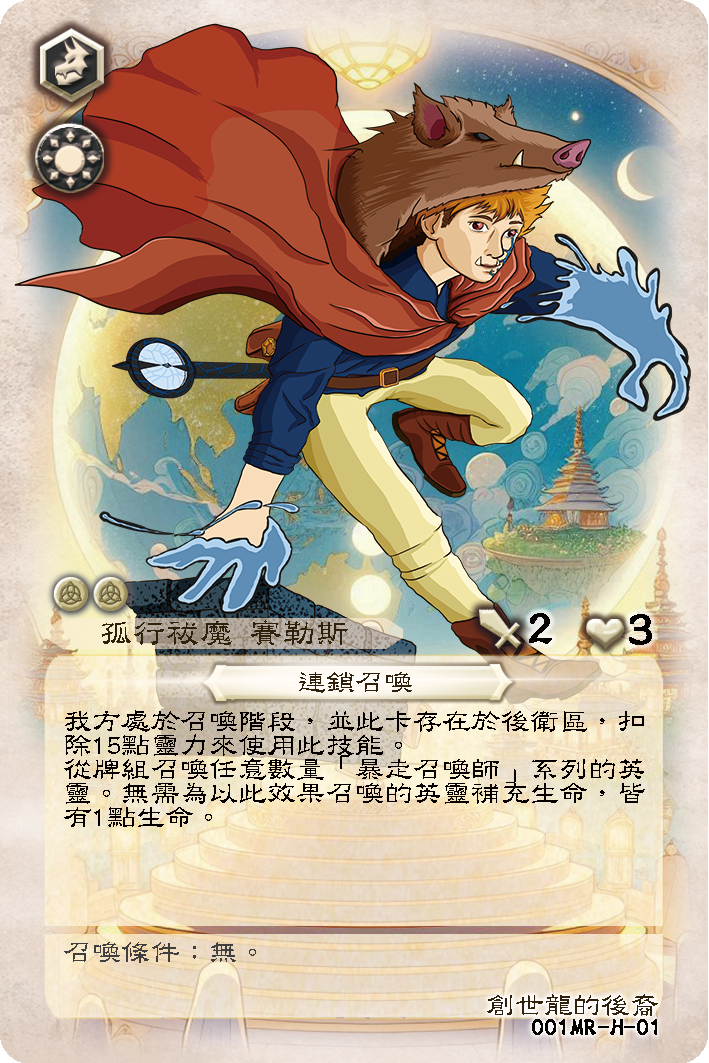 孤行祓魔 賽勒斯
2
3
連鎖召喚
我方處於召喚階段，並此卡存在於後衛區，扣
除15點靈力來使用此技能。
從牌組召喚任意數量「暴走召喚師」系列的英
靈。無需為以此效果召喚的英靈補充生命，皆
有1點生命。
召喚條件：無。
創世龍的後裔
001MR-H-01